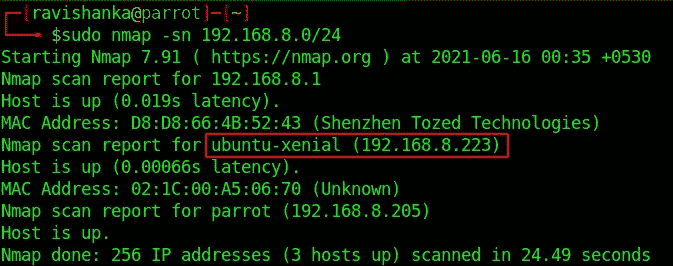 ┌─[ravishanka@parrot]─[~]
└──╼ $sudo nmap -sn 192.168.8.0/24
Starting Nmap 7.91 ( https://nmap.org ) at 2021-06-16 00:35 +0530
Nmap scan report for 192.168.8.1
Host is up (0.019s latency).
MAC Address: D8:D8:66:4B:52:43 (Shenzhen Tozed Technologies)
Nmap scan report for ubuntu-xenial (192.168.8.223)
Host is up (0.00066s latency).
MAC Address: 02:1C:00:A5:06:70 (Unknown)
Nmap scan report for parrot (192.168.8.205)
Host is up.
Nmap done: 256 IP addresses (3 hosts up) scanned in 24.49 seconds